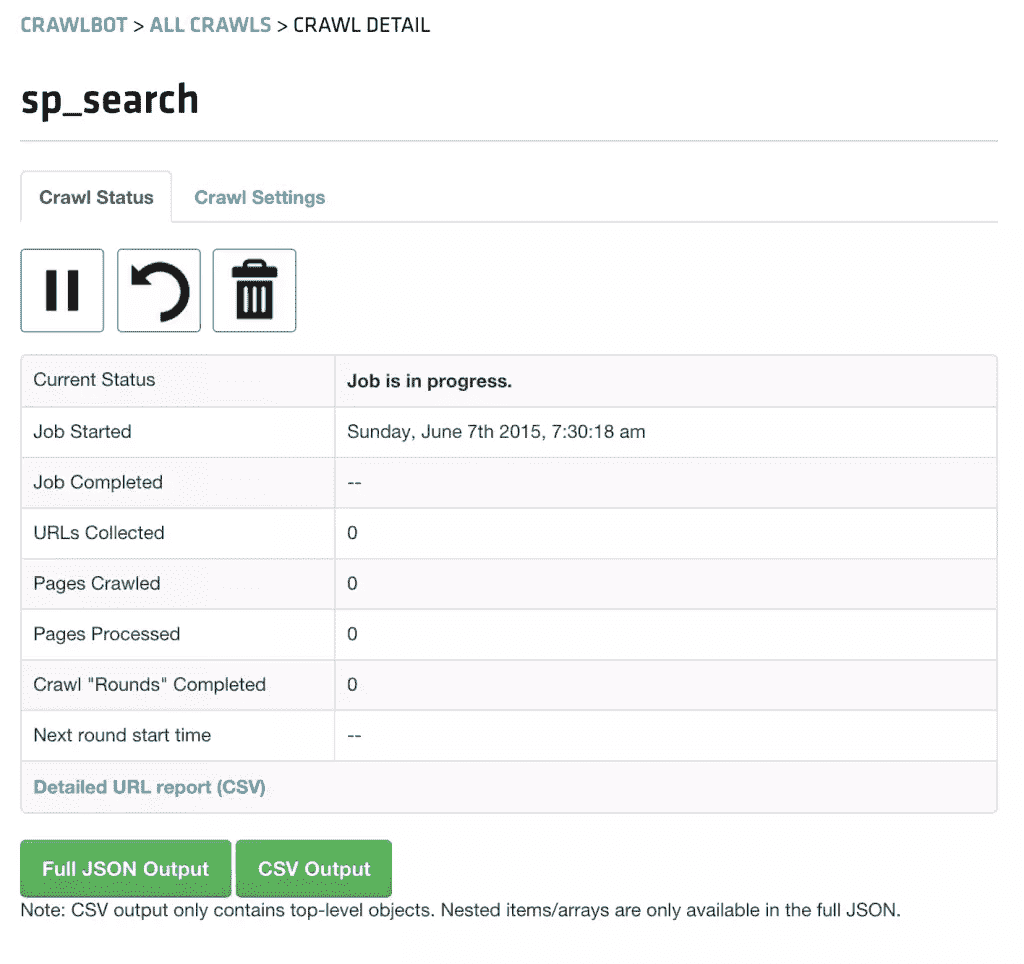 CRAWLBOT > ALL CRAWLS > CRAWL DETAIL
sp_search
Crawl Status Crawl Settings
Current Status Job is in progress.
Job Started Sunday, June 7th 2015, 7:30:18 am
Job Completed --
URLs Collected 0
Pages Crawled 0
Pages Processed 0
Crawl "Rounds" Completed 0
Next round start time --
Detailed URL report (CSV)
Full JSON Output CSV Output
Note: CSV output only contains top-level objects. Nested items/arrays are only available in the full JSON.